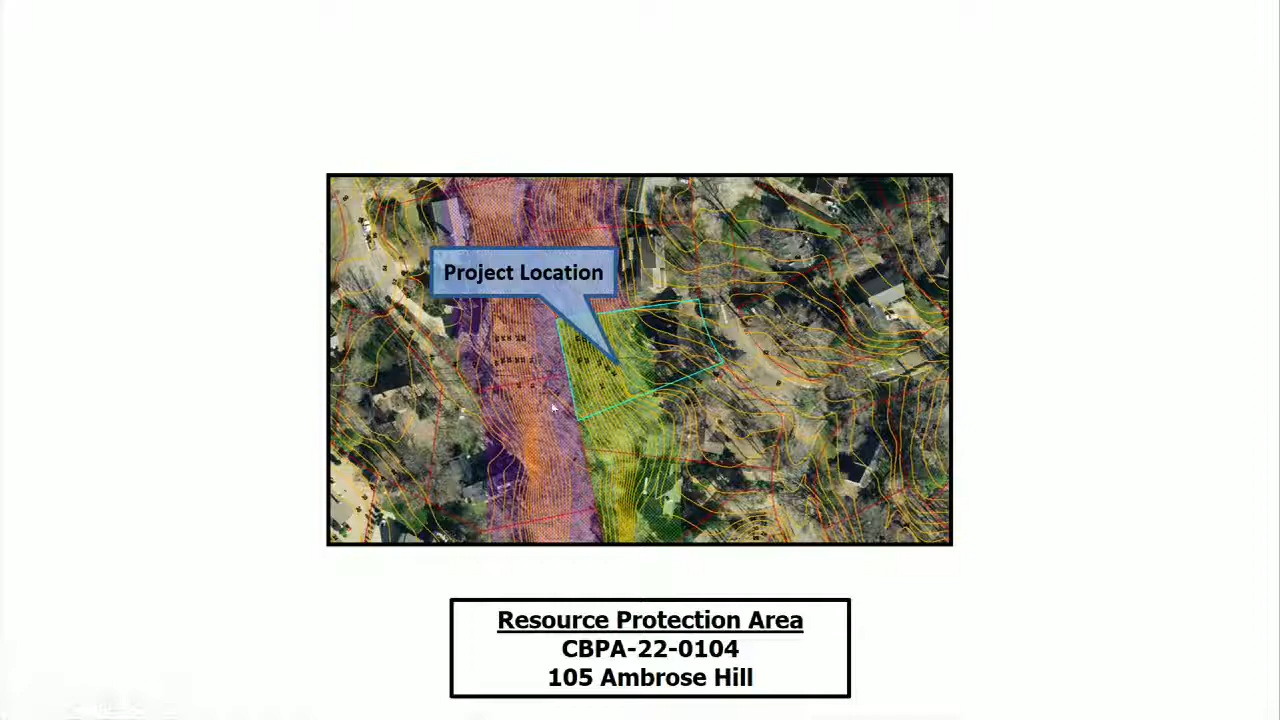 Project Location
Resource Protection Area
CBPA-22-0104
105 Ambrose Hill